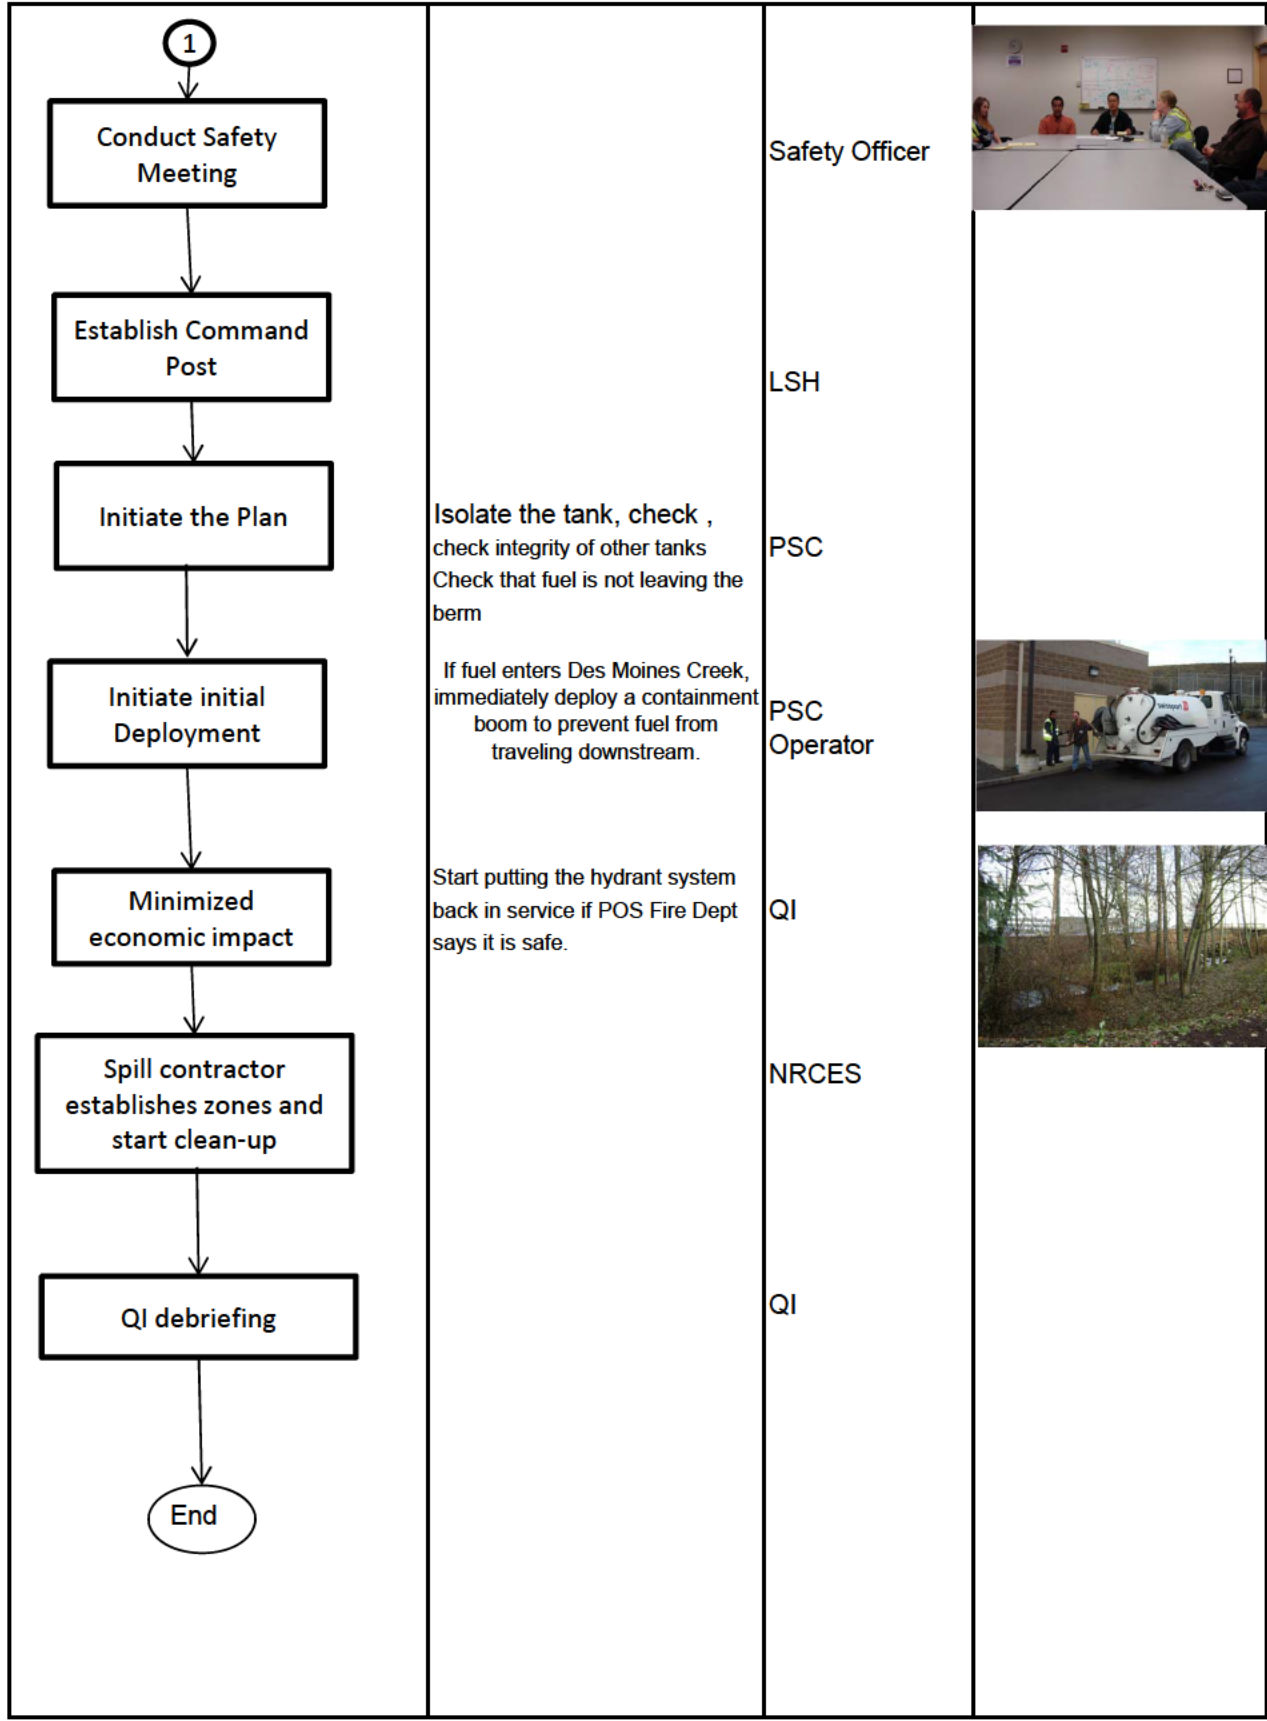 1
Conduct Safety
Meeting
Safety Officer
Establish Command
Post
LSH
Initiate the Plan
Isolate the tank, check ,
check integrity of other tanks
Check that fuel is not leaving the
berm
PSC
Initiate initial
Deployment
If fuel enters Des Moines Creek,
immediately deploy a containment
boom to prevent fuel from
traveling downstream.
PSC
Operator
swissport
Minimized
economic impact
Start putting the hydrant system
back in service if POS Fire Dept
says it is safe.
QI
Spill contractor
establishes zones and
start clean-up
NRCES
QI debriefing
QI
End